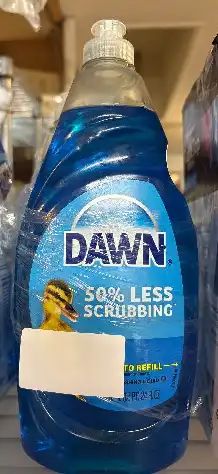 DAWN
50% LESS
SCRUBBING
TO REFILL